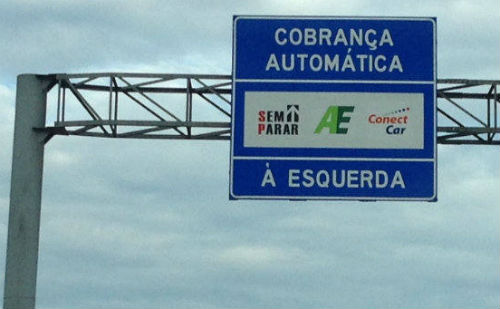 COBRANÇA
AUTOMÁTICA
SEM PARAR
AE
Conect Car
À ESQUERDA